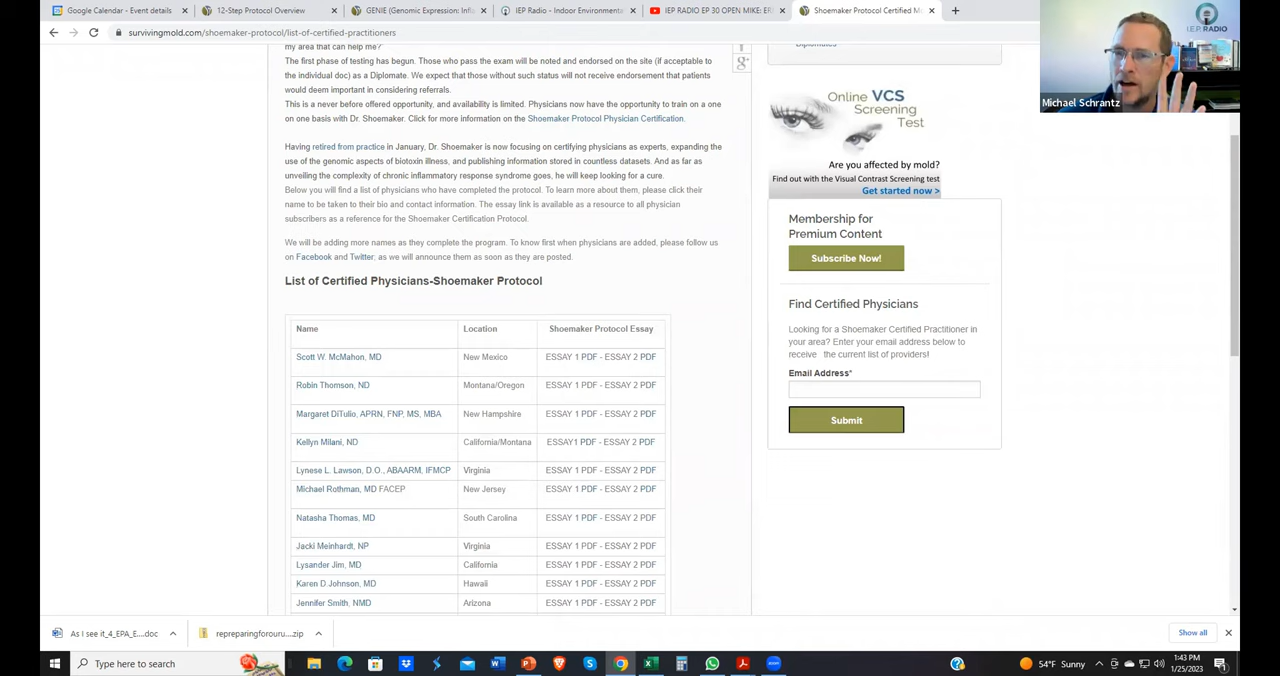 Google Calendar - Event details
12-Step Protocol Overview
GENIE (Genomic Expression: Infl
IEP Radio – Indoor Environmenta
IEP RADIO EP 30 OPEN MIKE: ER
Shoemaker Protocol Certified M
survivingmold.com/shoemaker-protocol/list-of-certified-practitioners
I.E.P. RADIO
Michael Schrantz
my area that can help me?
The first phase of testing has begun. Those who pass the exam will be noted and endorsed on the site (if acceptable to
the individual doc) as a Diplomate. We expect that those without such status will not receive endorsement that patients
would deem important in considering referrals.
This is a never before offered opportunity, and availability is limited. Physicians now have the opportunity to train on a one
on one basis with Dr. Shoemaker. Click for more information on the Shoemaker Protocol Physician Certification.
Having retired from practice in January, Dr. Shoemaker is now focusing on certifying physicians as experts, expanding the
use of the genomic aspects of biotoxin illness, and publishing information stored in countless datasets. And as far as
unveiling the complexity of chronic inflammatory response syndrome goes, he will keep looking for a cure.
Below you will find a list of physicians who have completed the protocol. To learn more about them, please click their
name to be taken to their bio and contact information. The essay link is available as a resource to all physician
subscribers as a reference for the Shoemaker Certification Protocol.
We will be adding more names as they complete the program. To know first when physicians are added, please follow us
on Facebook and Twitter, as we will announce them as soon as they are posted.
List of Certified Physicians-Shoemaker Protocol
Name Location Shoemaker Protocol Essay
Scott W. McMahon, MD New Mexico ESSAY 1 PDF - ESSAY 2 PDF
Robin Thomson, ND Montana/Oregon ESSAY 1 PDF - ESSAY 2 PDF
Margaret DiTulio, APRN, FNP, MS, MBA New Hampshire ESSAY 1 PDF - ESSAY 2 PDF
Kellyn Milani, ND California/Montana ESSAY1 PDF - ESSAY 2 PDF
Lynese L. Lawson, D.O., ABAARM, IFMCP Virginia ESSAY 1 PDF - ESSAY 2 PDF
Michael Rothman, MD FACEP New Jersey ESSAY 1 PDF - ESSAY 2 PDF
Natasha Thomas, MD South Carolina ESSAY 1 PDF - ESSAY 2 PDF
Jacki Meinhardt, NP Virginia ESSAY 1 PDF - ESSAY 2 PDF
Lysander Jim, MD California ESSAY 1 PDF - ESSAY 2 PDF
Karen D Johnson, MD Hawaii ESSAY 1 PDF - ESSAY 2 PDF
Jennifer Smith, NMD Arizona ESSAY 1 PDF - ESSAY 2 PDF
Diplomates
Online VCS
Screening
Test
Are you affected by mold?
Find out with the Visual Contrast Screening test
Get started now >
Membership for
Premium Content
Subscribe Now!
Find Certified Physicians
Looking for a Shoemaker Certified Practitioner in
your area? Enter your email address below to
receive the current list of providers!
Email Address*
Submit
As I see it_4_EPA_E....doc
repreparingforouru....zip
Show all
Type here to search
54°F Sunny
1:43 PM
1/25/2023